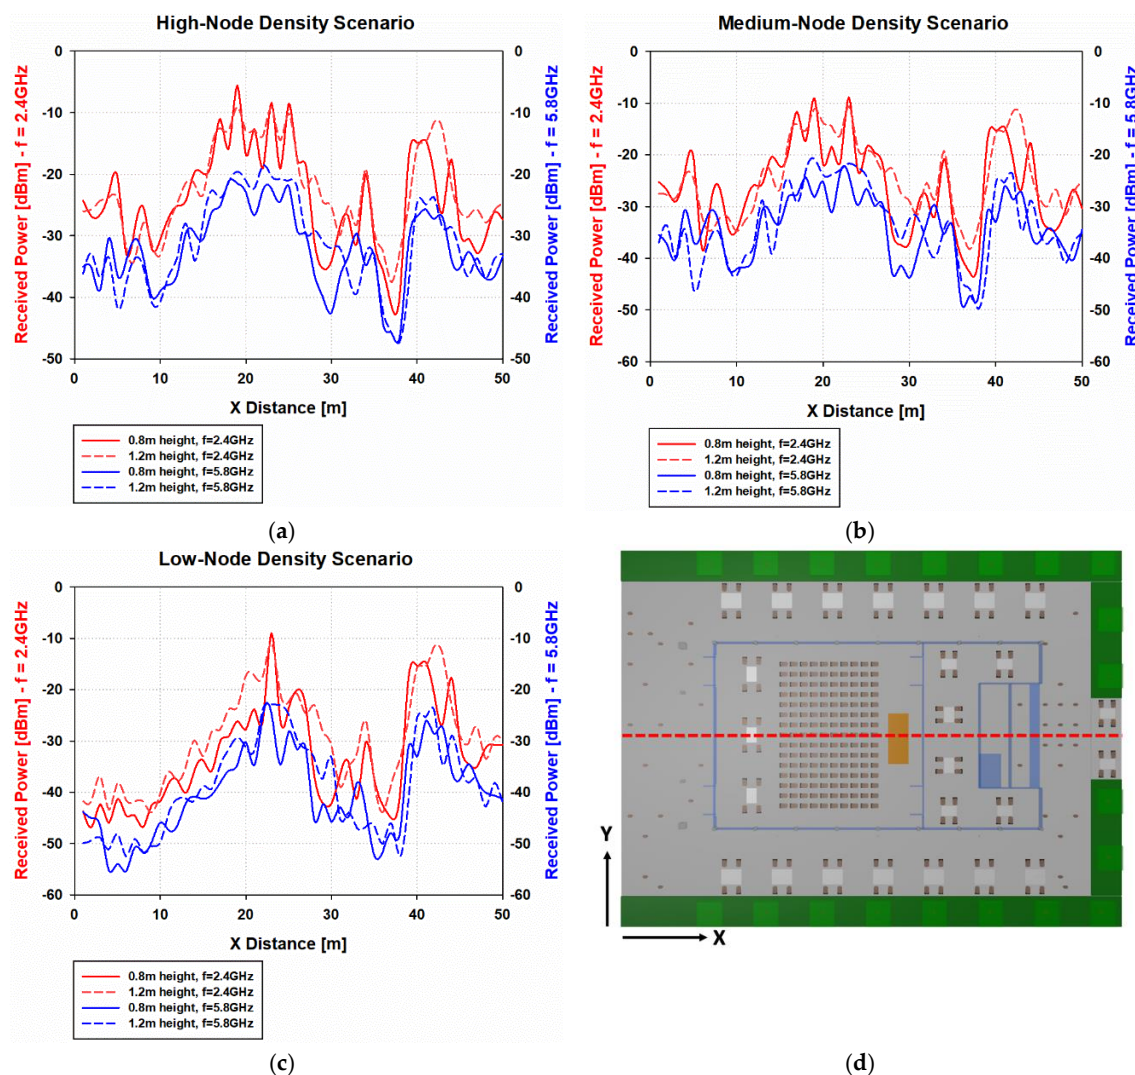 High-Node Density Scenario
0
-10
-20
-30
-40
-50
Received Power [dBm] - f = 2.4GHz
0
-10
-20
-30
-40
-50
Received Power [dBm] - f = 5.8GHz
0 10 20 30 40 50
X Distance [m]
0.8m height, f=2.4GHz
1.2m height, f=2.4GHz
0.8m height, f=5.8GHz
1.2m height, f=5.8GHz
(a)
Medium-Node Density Scenario
0
-10
-20
-30
-40
-50
-60
Received Power [dBm] - f = 2.4GHz
0
-10
-20
-30
-40
-50
-60
Received Power [dBm] - f = 5.8GHz
0 10 20 30 40 50
X Distance [m]
0.8m height, f=2.4GHz
1.2m height, f=2.4GHz
0.8m height, f=5.8GHz
1.2m height, f=5.8GHz
(b)
Low-Node Density Scenario
0
-10
-20
-30
-40
-50
-60
Received Power [dBm] - f = 2.4GHz
0
-10
-20
-30
-40
-50
-60
Received Power [dBm] - f = 5.8GHz
0 10 20 30 40 50
X Distance [m]
0.8m height, f=2.4GHz
1.2m height, f=2.4GHz
0.8m height, f=5.8GHz
1.2m height, f=5.8GHz
(c)
Y
X
(d)